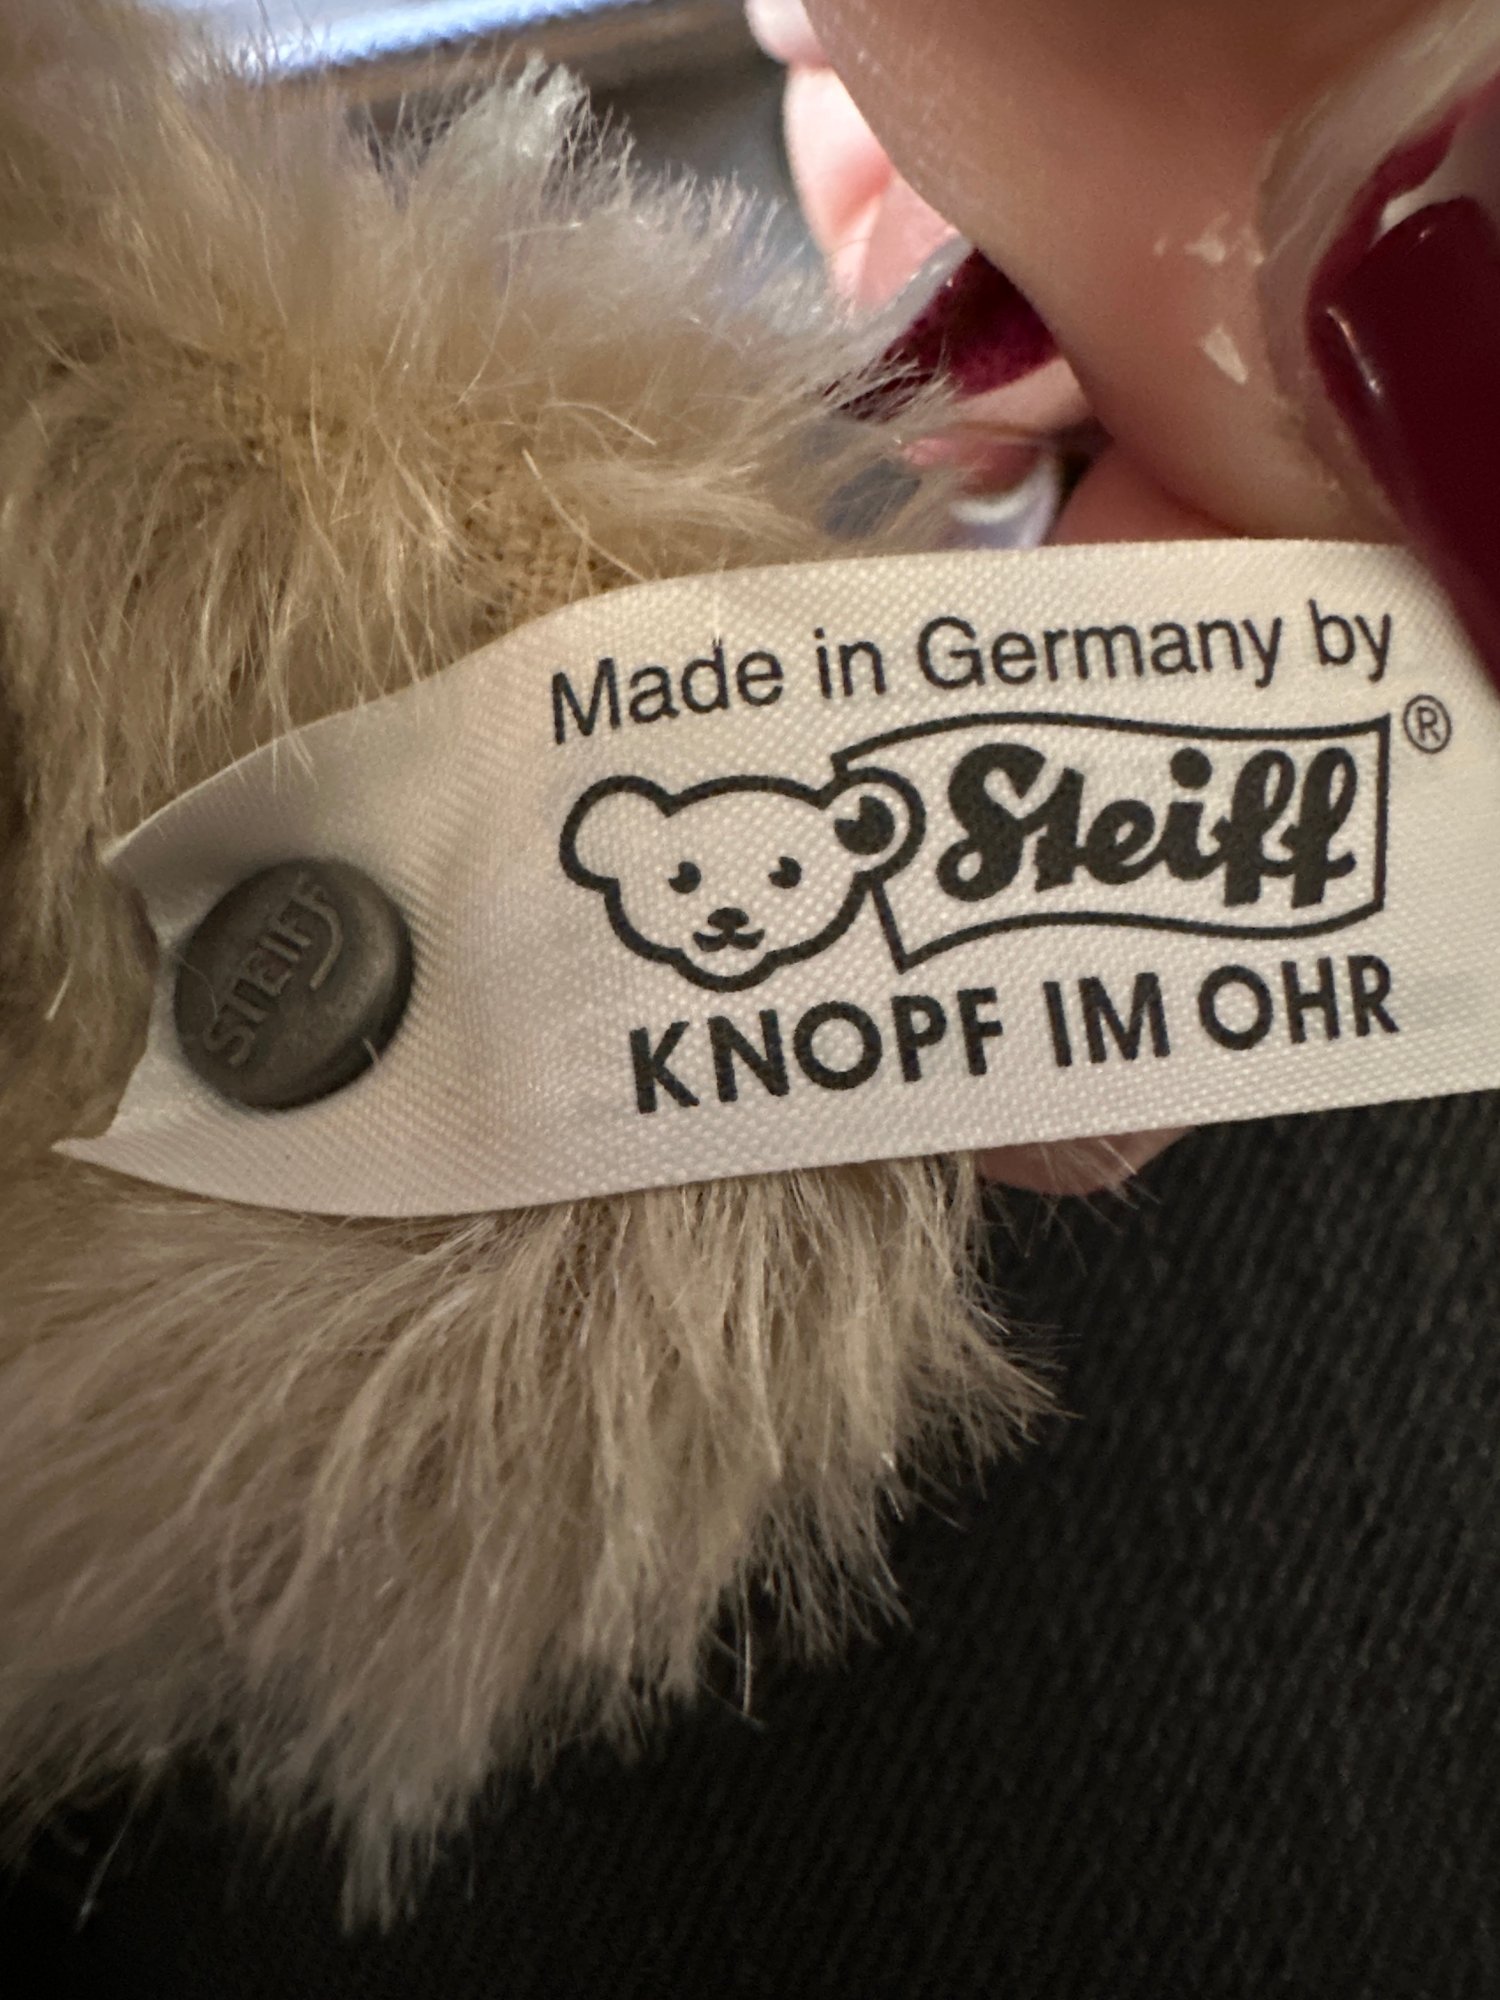 Made in Germany by
Steiff ®
KNOPF IM OHR
STEIFF